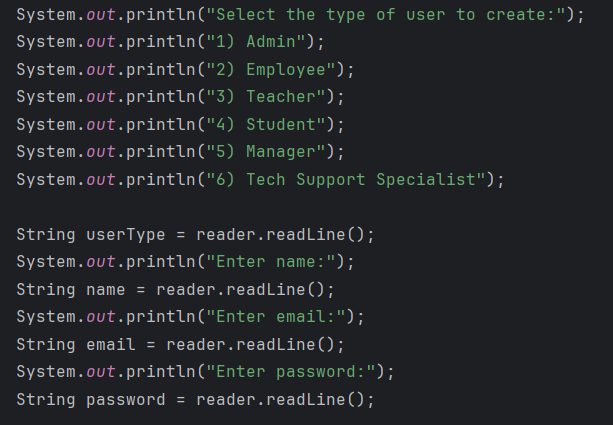 System.out.println("Select the type of user to create:");
System.out.println("1) Admin");
System.out.println("2) Employee");
System.out.println("3) Teacher");
System.out.println("4) Student");
System.out.println("5) Manager");
System.out.println("6) Tech Support Specialist");
String userType = reader.readLine();
System.out.println("Enter name:");
String name = reader.readLine();
System.out.println("Enter email:");
String email = reader.readLine();
System.out.println("Enter password:");
String password = reader.readLine();